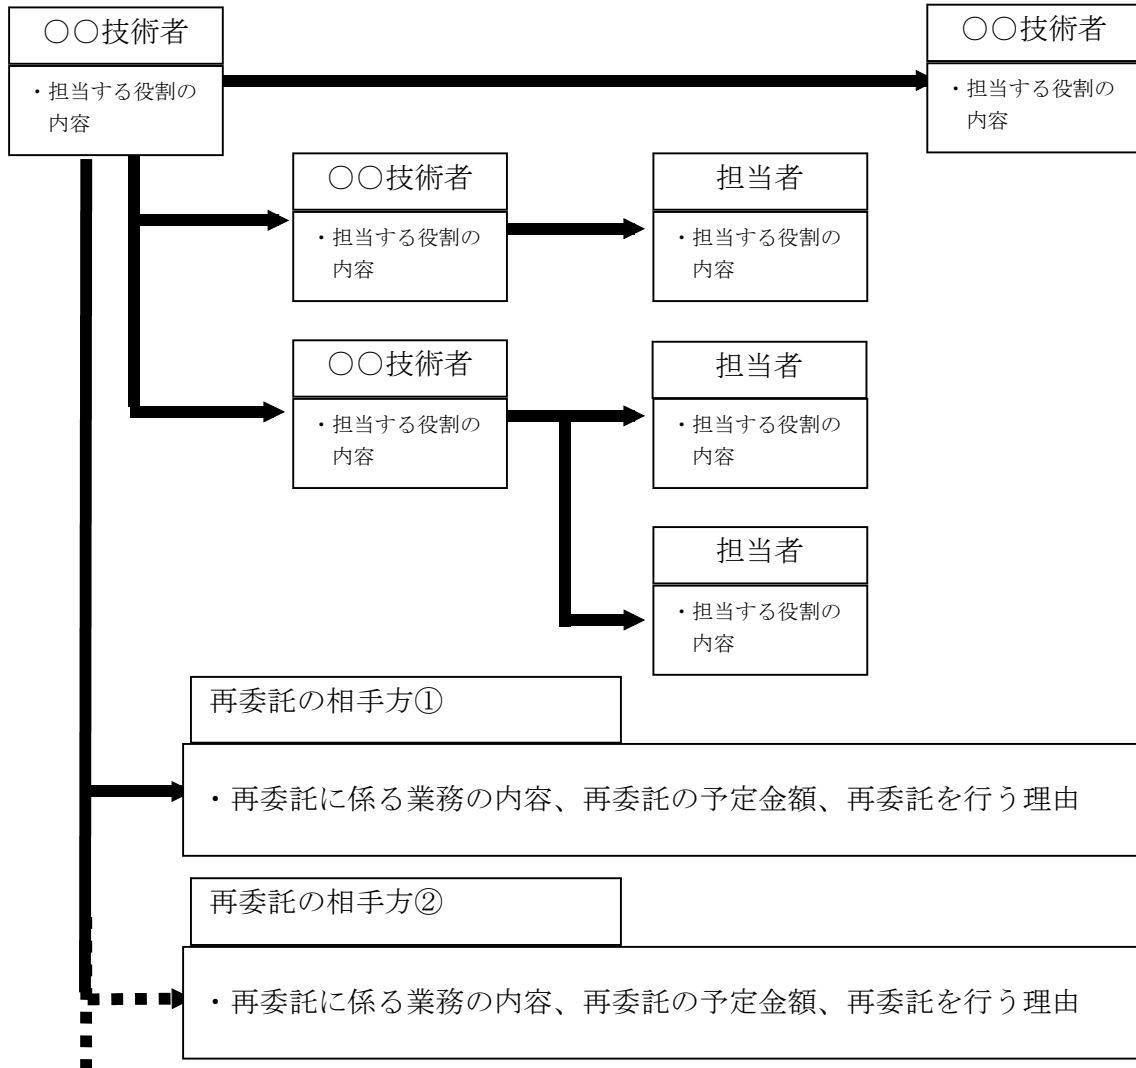 ○○技術者
・担当する役割の
内容
○○技術者
・担当する役割の
内容
○○技術者
・担当する役割の
内容
担当者
・担当する役割の
内容
○○技術者
・担当する役割の
内容
担当者
・担当する役割の
内容
担当者
・担当する役割の
内容
再委託の相手方①
・再委託に係る業務の内容、再委託の予定金額、再委託を行う理由
再委託の相手方②
・再委託に係る業務の内容、再委託の予定金額、再委託を行う理由